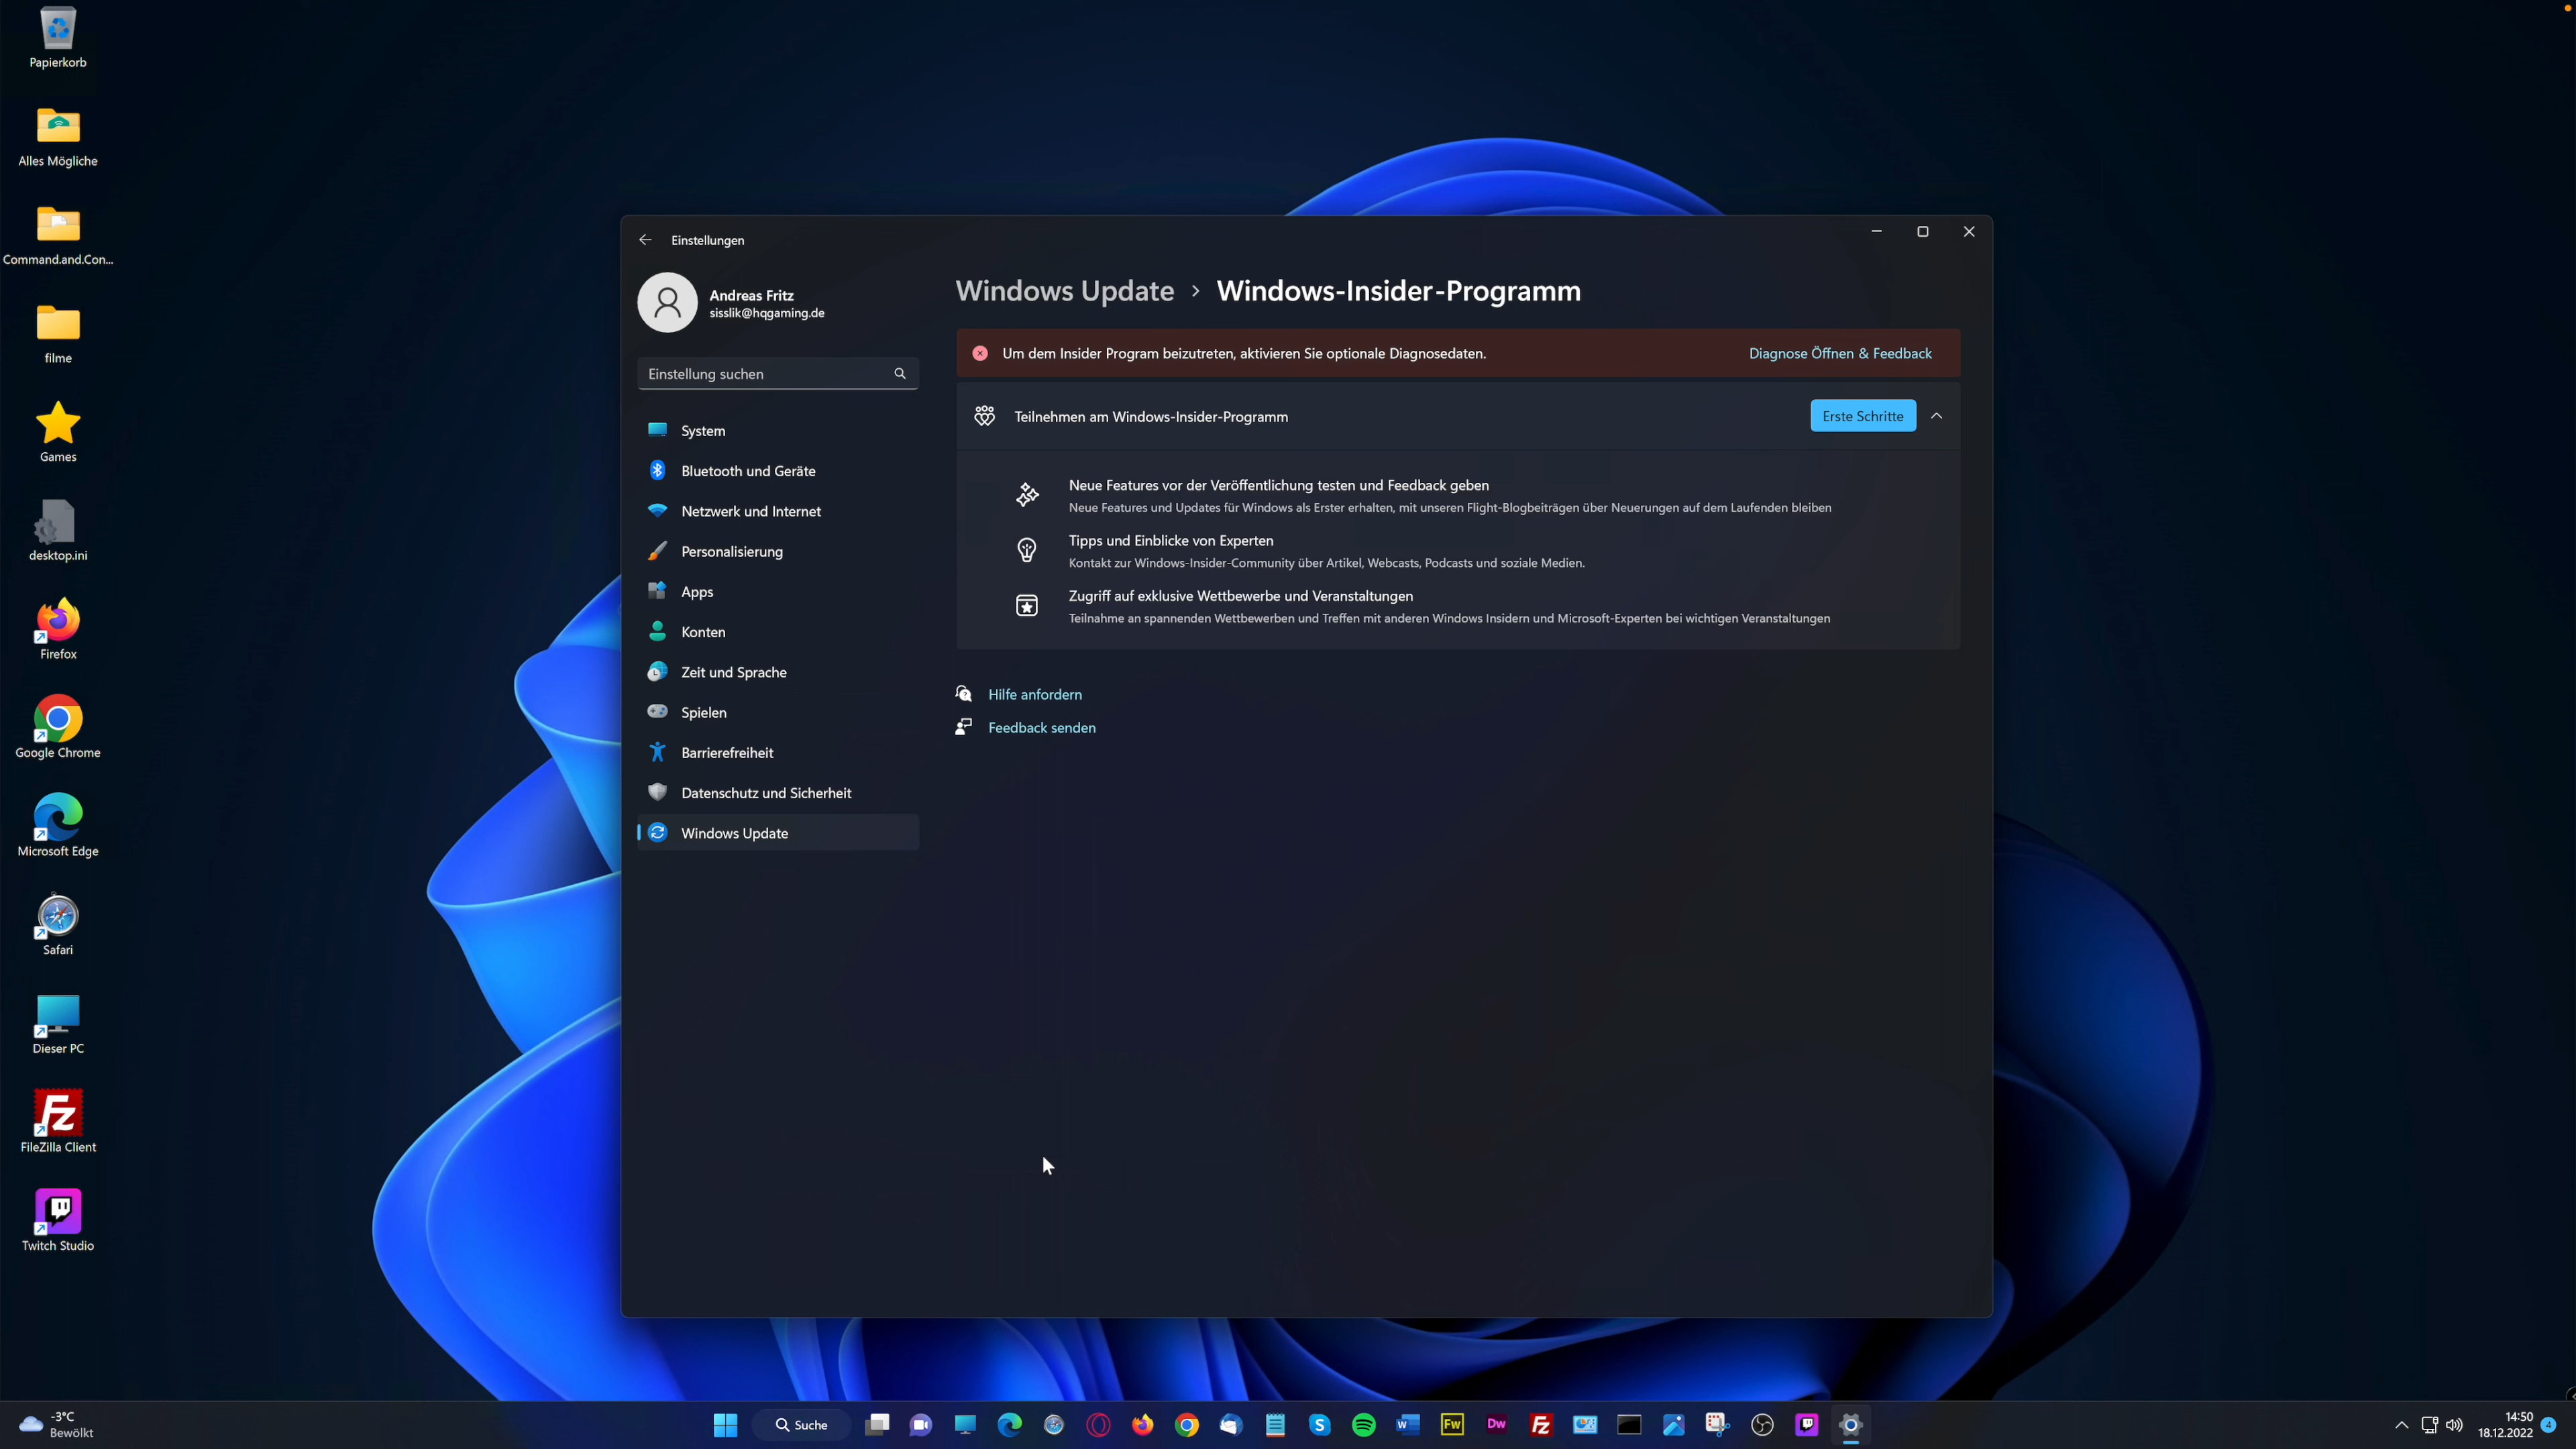 Papierkorb
Alles Mögliche
Command.and.Con...
filme
Games
desktop.ini
Firefox
Google Chrome
Microsoft Edge
Safari
Dieser PC
FileZilla Client
Twitch Studio
Einstellungen
Andreas Fritz
sisslik@hqgaming.de
Einstellung suchen
System
Bluetooth und Geräte
Netzwerk und Internet
Personalisierung
Apps
Konten
Zeit und Sprache
Spielen
Barrierefreiheit
Datenschutz und Sicherheit
Windows Update
Windows Update > Windows-Insider-Programm
Um dem Insider Program beizutreten, aktivieren Sie optionale Diagnosedaten. Diagnose Öffnen & Feedback
Teilnehmen am Windows-Insider-Programm Erste Schritte
Neue Features vor der Veröffentlichung testen und Feedback geben
Neue Features und Updates für Windows als Erster erhalten, mit unseren Flight-Blogbeiträgen über Neuerungen auf dem Laufenden bleiben
Tipps und Einblicke von Experten
Kontakt zur Windows-Insider-Community über Artikel, Webcasts, Podcasts und soziale Medien.
Zugriff auf exklusive Wettbewerbe und Veranstaltungen
Teilnahme an spannenden Wettbewerben und Treffen mit anderen Windows Insidern und Microsoft-Experten bei wichtigen Veranstaltungen
Hilfe anfordern
Feedback senden
-3°C
Bewölkt
Suche
Fw
Dw
14:50
18.12.2022
4